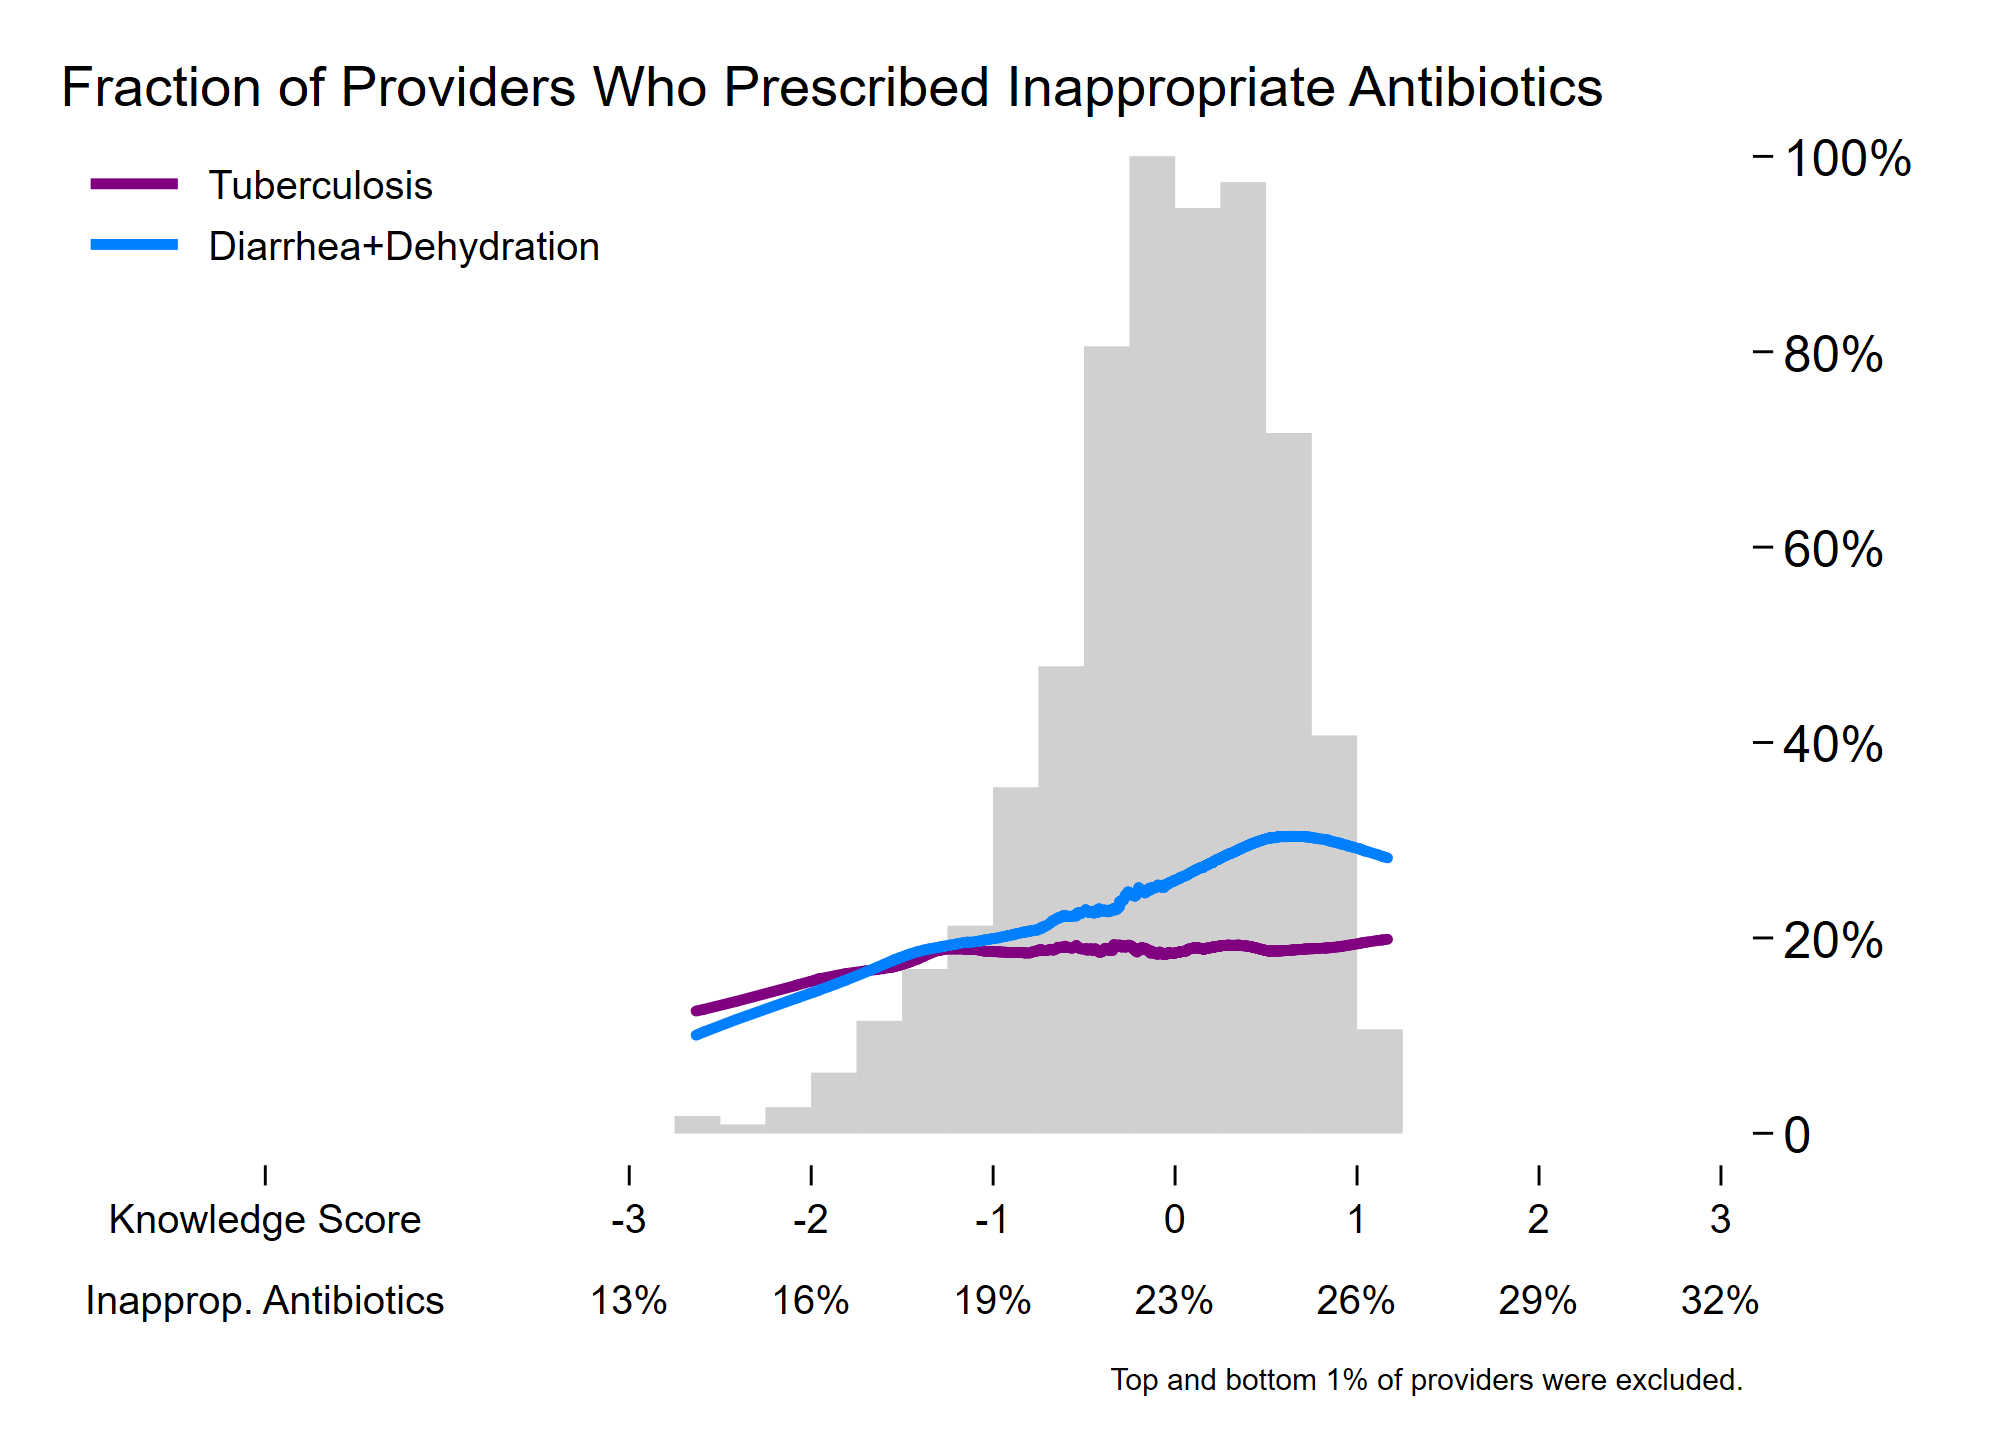 Fraction of Providers Who Prescribed Inappropriate Antibiotics
Tuberculosis
Diarrhea+Dehydration
100%
80%
60%
40%
20%
0
Knowledge Score -3 -2 -1 0 1 2 3
Inapprop. Antibiotics 13% 16% 19% 23% 26% 29% 32%
Top and bottom 1% of providers were excluded.